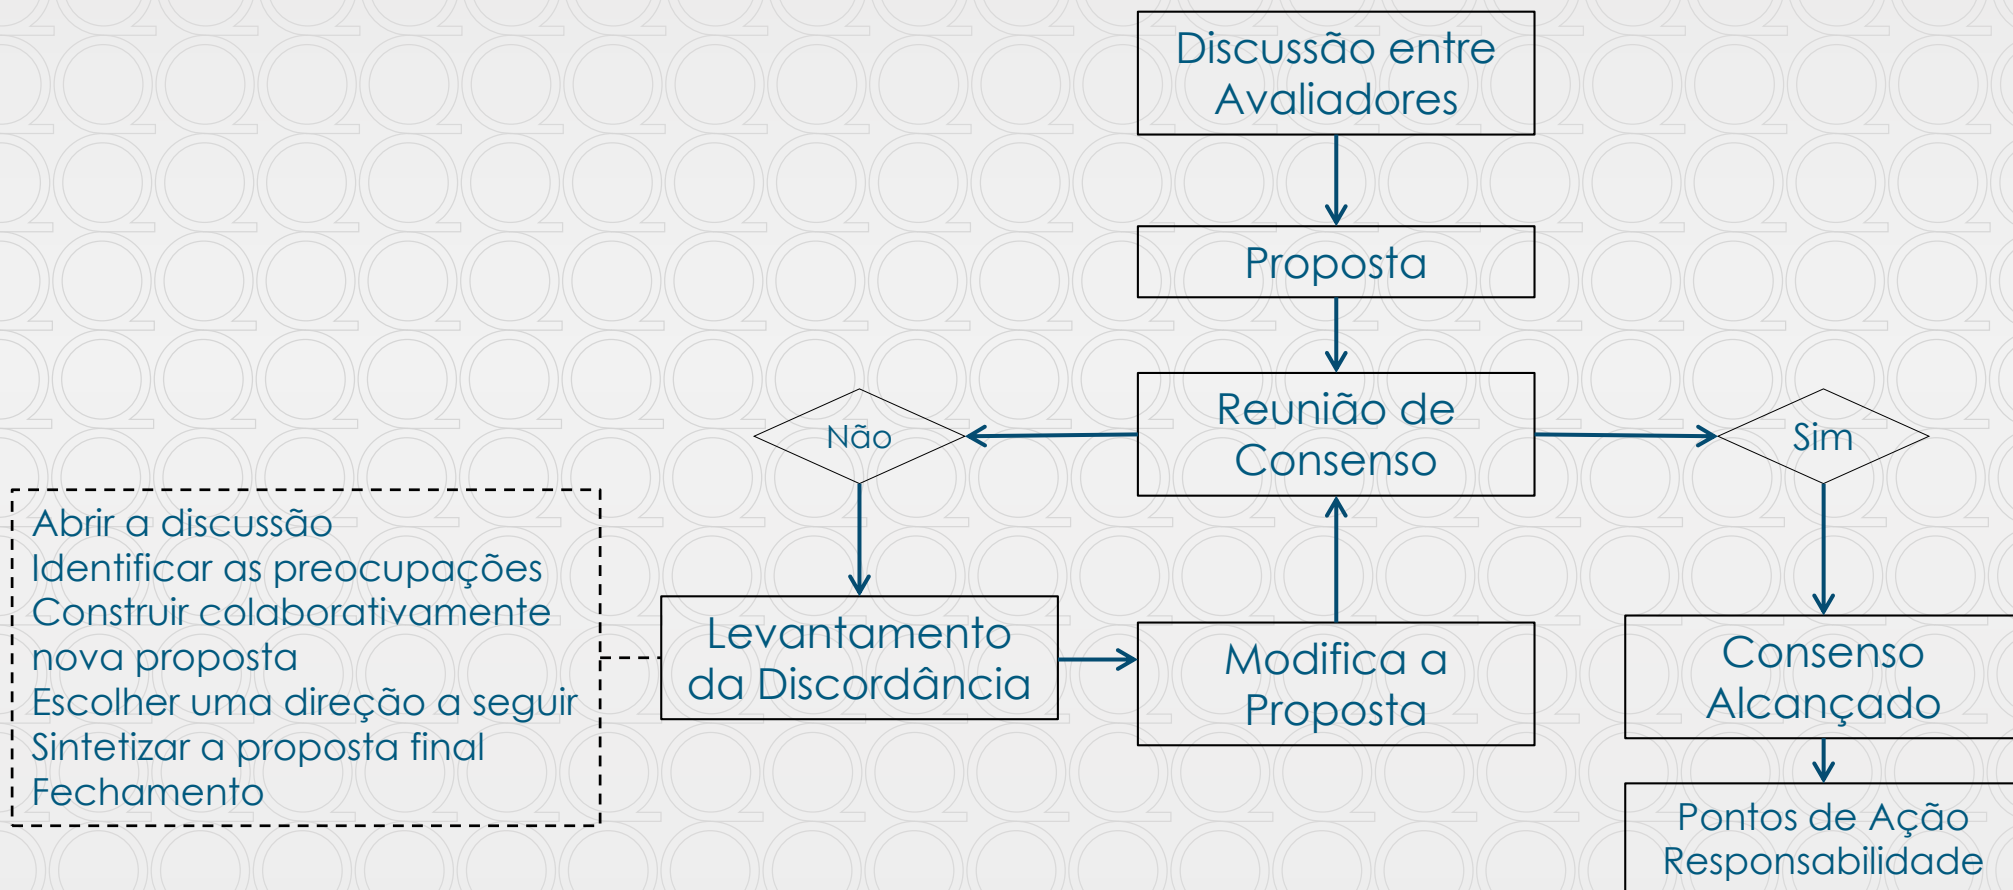 Discussão entre
Avaliadores
Proposta
Reunião de
Consenso
Não
Sim
Abrir a discussão
Identificar as preocupações
Construir colaborativamente
nova proposta
Escolher uma direção a seguir
Sintetizar a proposta final
Fechamento
Levantamento
da Discordância
Modifica a
Proposta
Consenso
Alcançado
Pontos de Ação
Responsabilidade